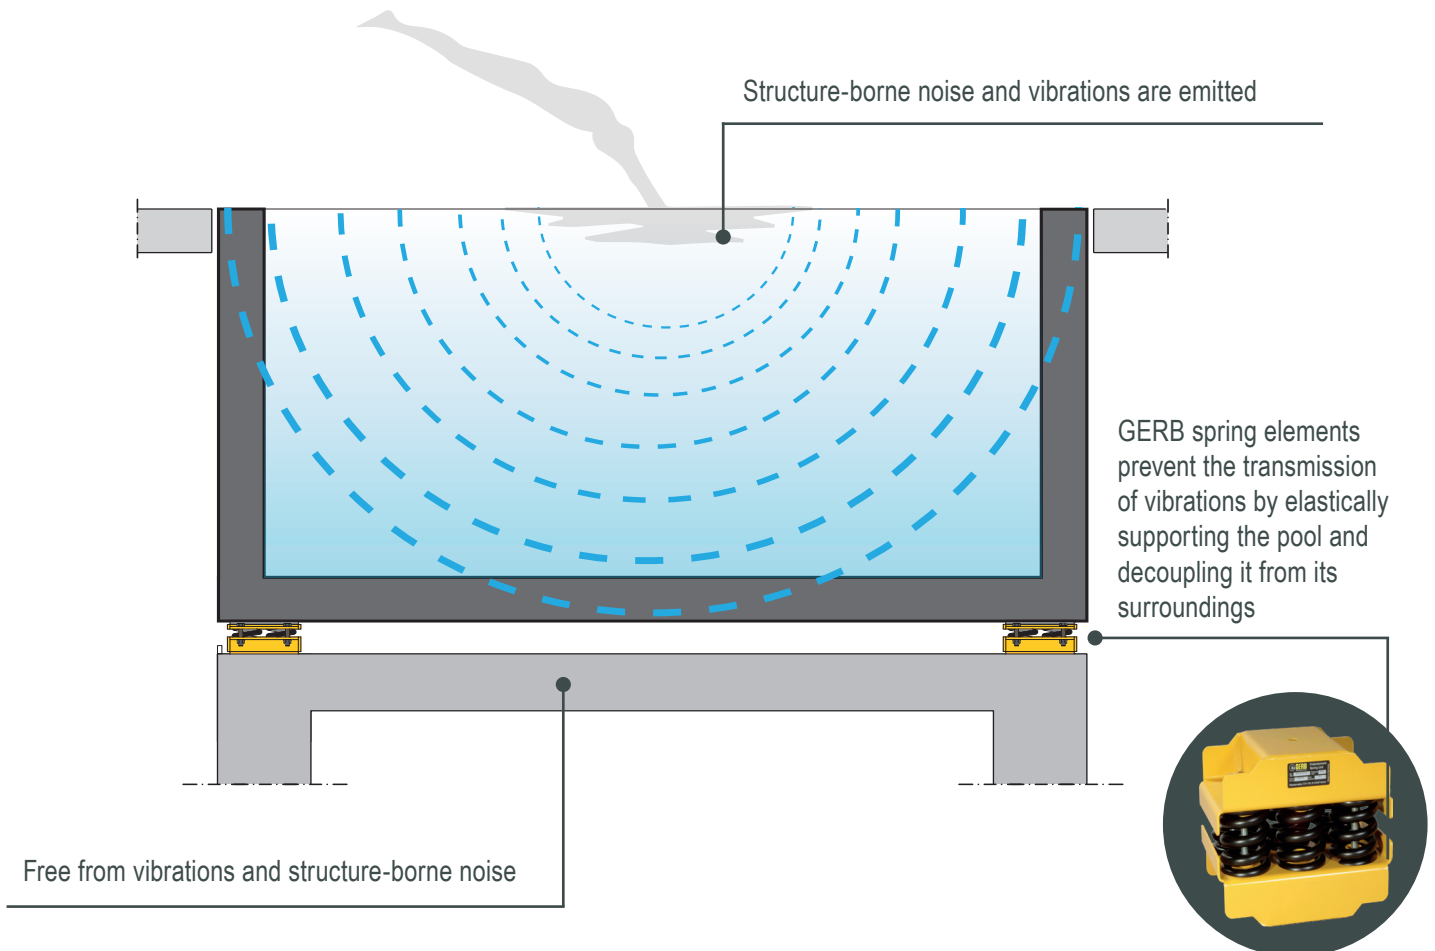 Structure-borne noise and vibrations are emitted
GERB spring elements
prevent the transmission
of vibrations by elastically
supporting the pool and
decoupling it from its
surroundings
GERB
Free from vibrations and structure-borne noise